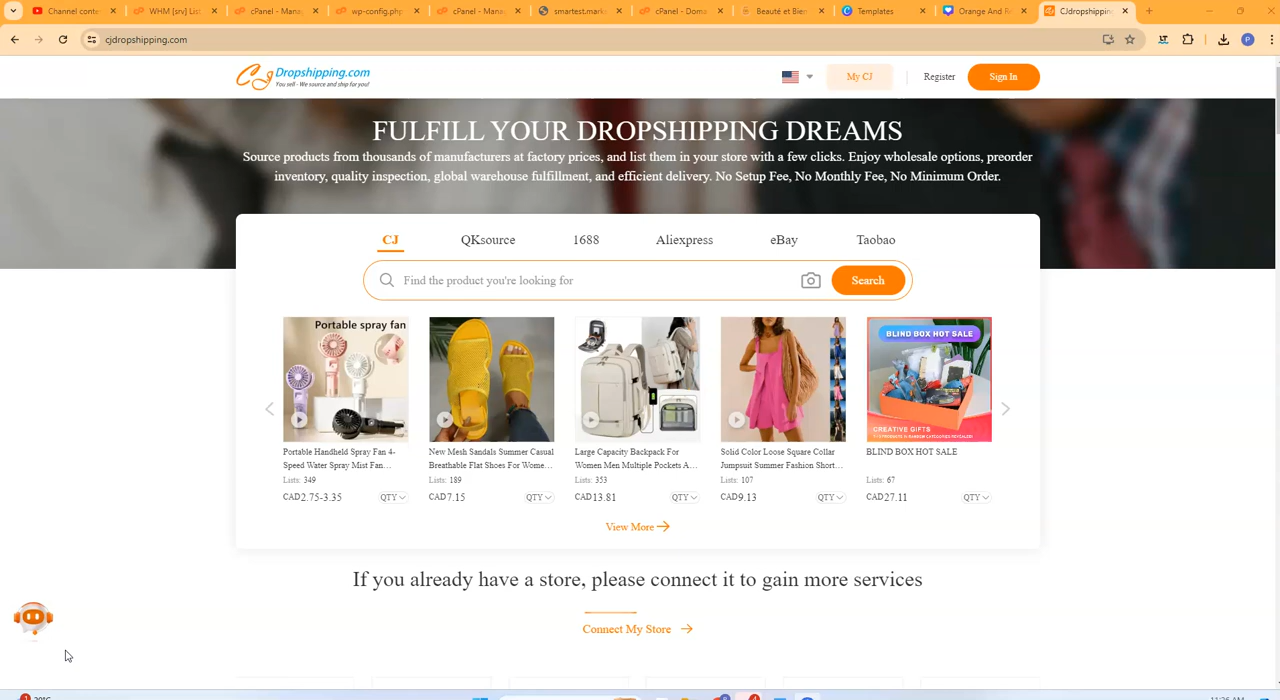 Channel conte
WHM [srv] List
cPanel - Mana
wp-config.php
cPanel - Mana
smartest.mark
cPanel - Dom
Beauté et Bien
Templates
Orange And R
CJdropshippin
cjdropshipping.com
P
CJ Dropshipping.com
You sell - We source and ship for you!
My CJ
Register
Sign In
FULFILL YOUR DROPSHIPPING DREAMS
Source products from thousands of manufacturers at factory prices, and list them in your store with a few clicks. Enjoy wholesale options, preorder
inventory, quality inspection, global warehouse fulfillment, and efficient delivery. No Setup Fee, No Monthly Fee, No Minimum Order.
CJ
QKsource
1688
Aliexpress
eBay
Taobao
Find the product you're looking for
Search
Portable spray fan
BLIND BOX HOT SALE
CREATIVE GIFTS
Portable Handheld Spray Fan 4-
Speed Water Spray Mist Fan...
Lists: 349
CAD2.75-3.35
QTY
New Mesh Sandals Summer Casual
Breathable Flat Shoes For Wome...
Lists: 189
CAD7.15
QTY
Large Capacity Backpack For
Women Men Multiple Pockets A...
Lists: 353
CAD13.81
QTY
Solid Color Loose Square Collar
Jumpsuit Summer Fashion Short...
Lists: 107
CAD9.13
QTY
BLIND BOX HOT SALE
Lists: 67
CAD27.11
QTY
View More
If you already have a store, please connect it to gain more services
Connect My Store